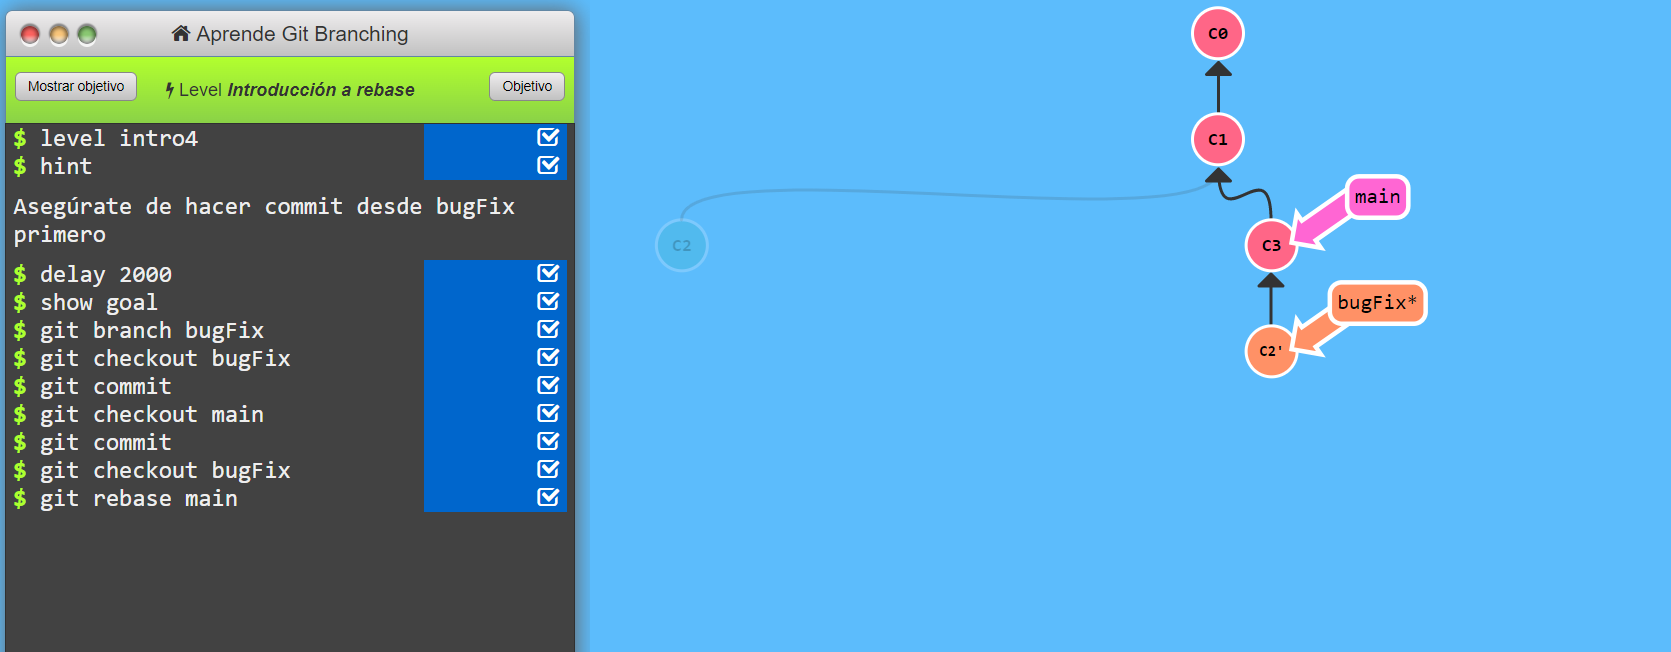 Aprende Git Branching
Mostrar objetivo
Level Introducción a rebase
Objetivo
$ level intro4
$ hint
Asegúrate de hacer commit desde bugFix
primero
$ delay 2000
$ show goal
$ git branch bugFix
$ git checkout bugFix
$ git commit
$ git checkout main
$ git commit
$ git checkout bugFix
$ git rebase main
C0
C1
main
C2
C3
bugFix*
C2'